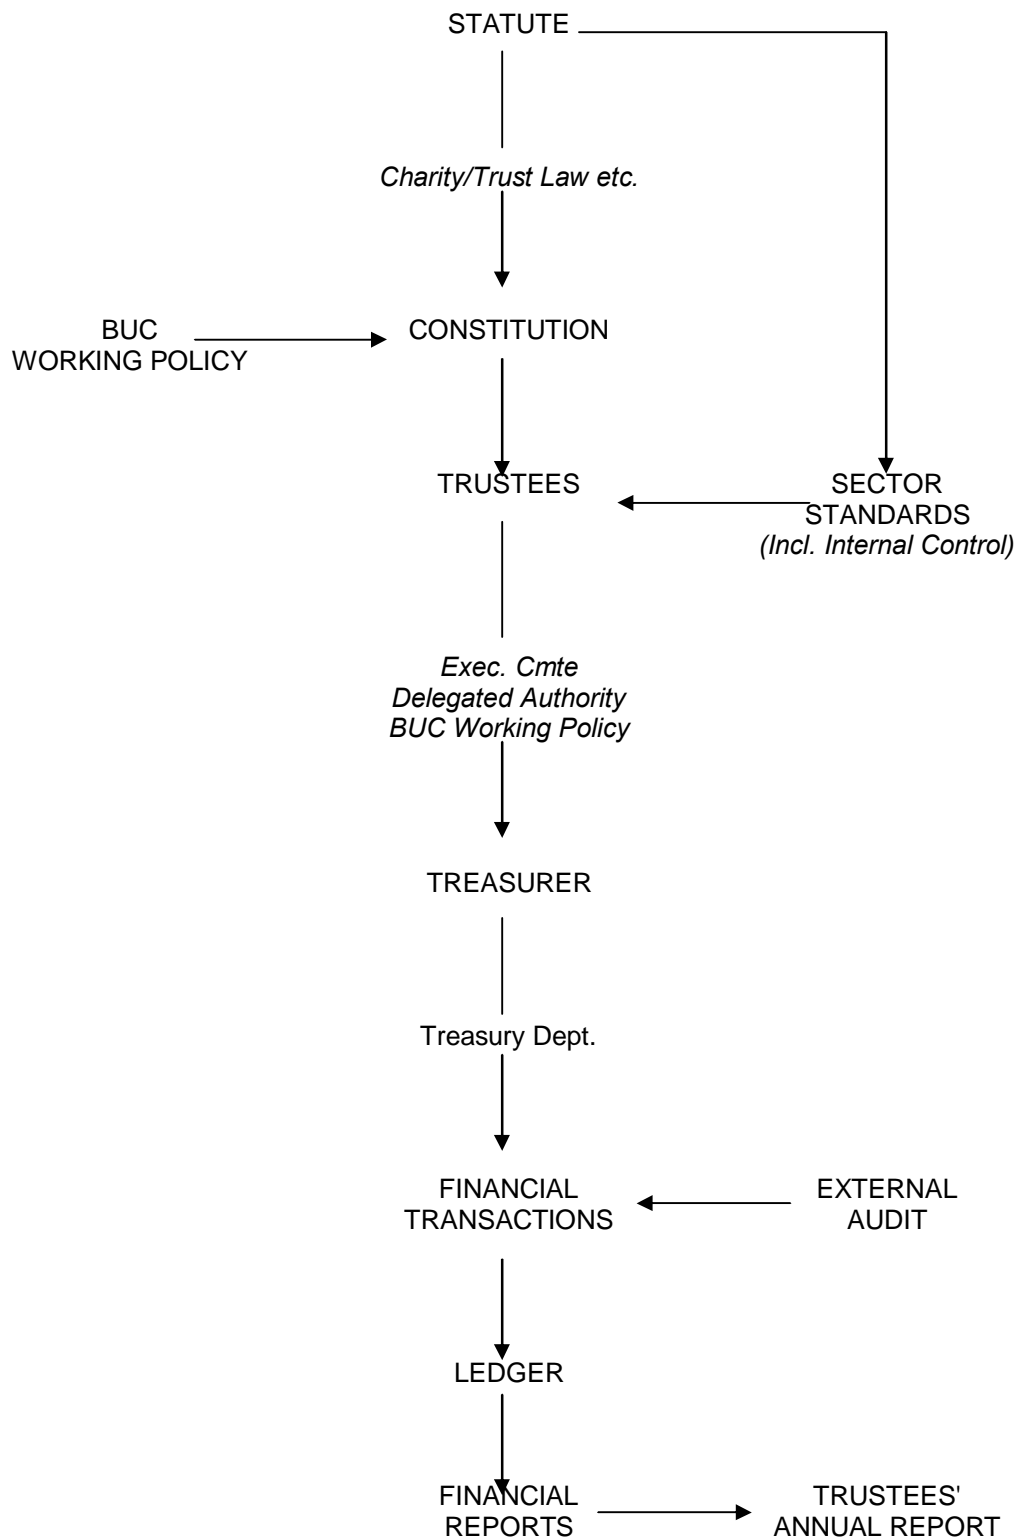 STATUTE
Charity/Trust Law etc.
BUC
WORKING POLICY
CONSTITUTION
TRUSTEES
SECTOR
STANDARDS
(Incl. Internal Control)
Exec. Cmte
Delegated Authority
BUC Working Policy
TREASURER
Treasury Dept.
FINANCIAL
TRANSACTIONS
EXTERNAL
AUDIT
LEDGER
FINANCIAL
REPORTS
TRUSTEES'
ANNUAL REPORT